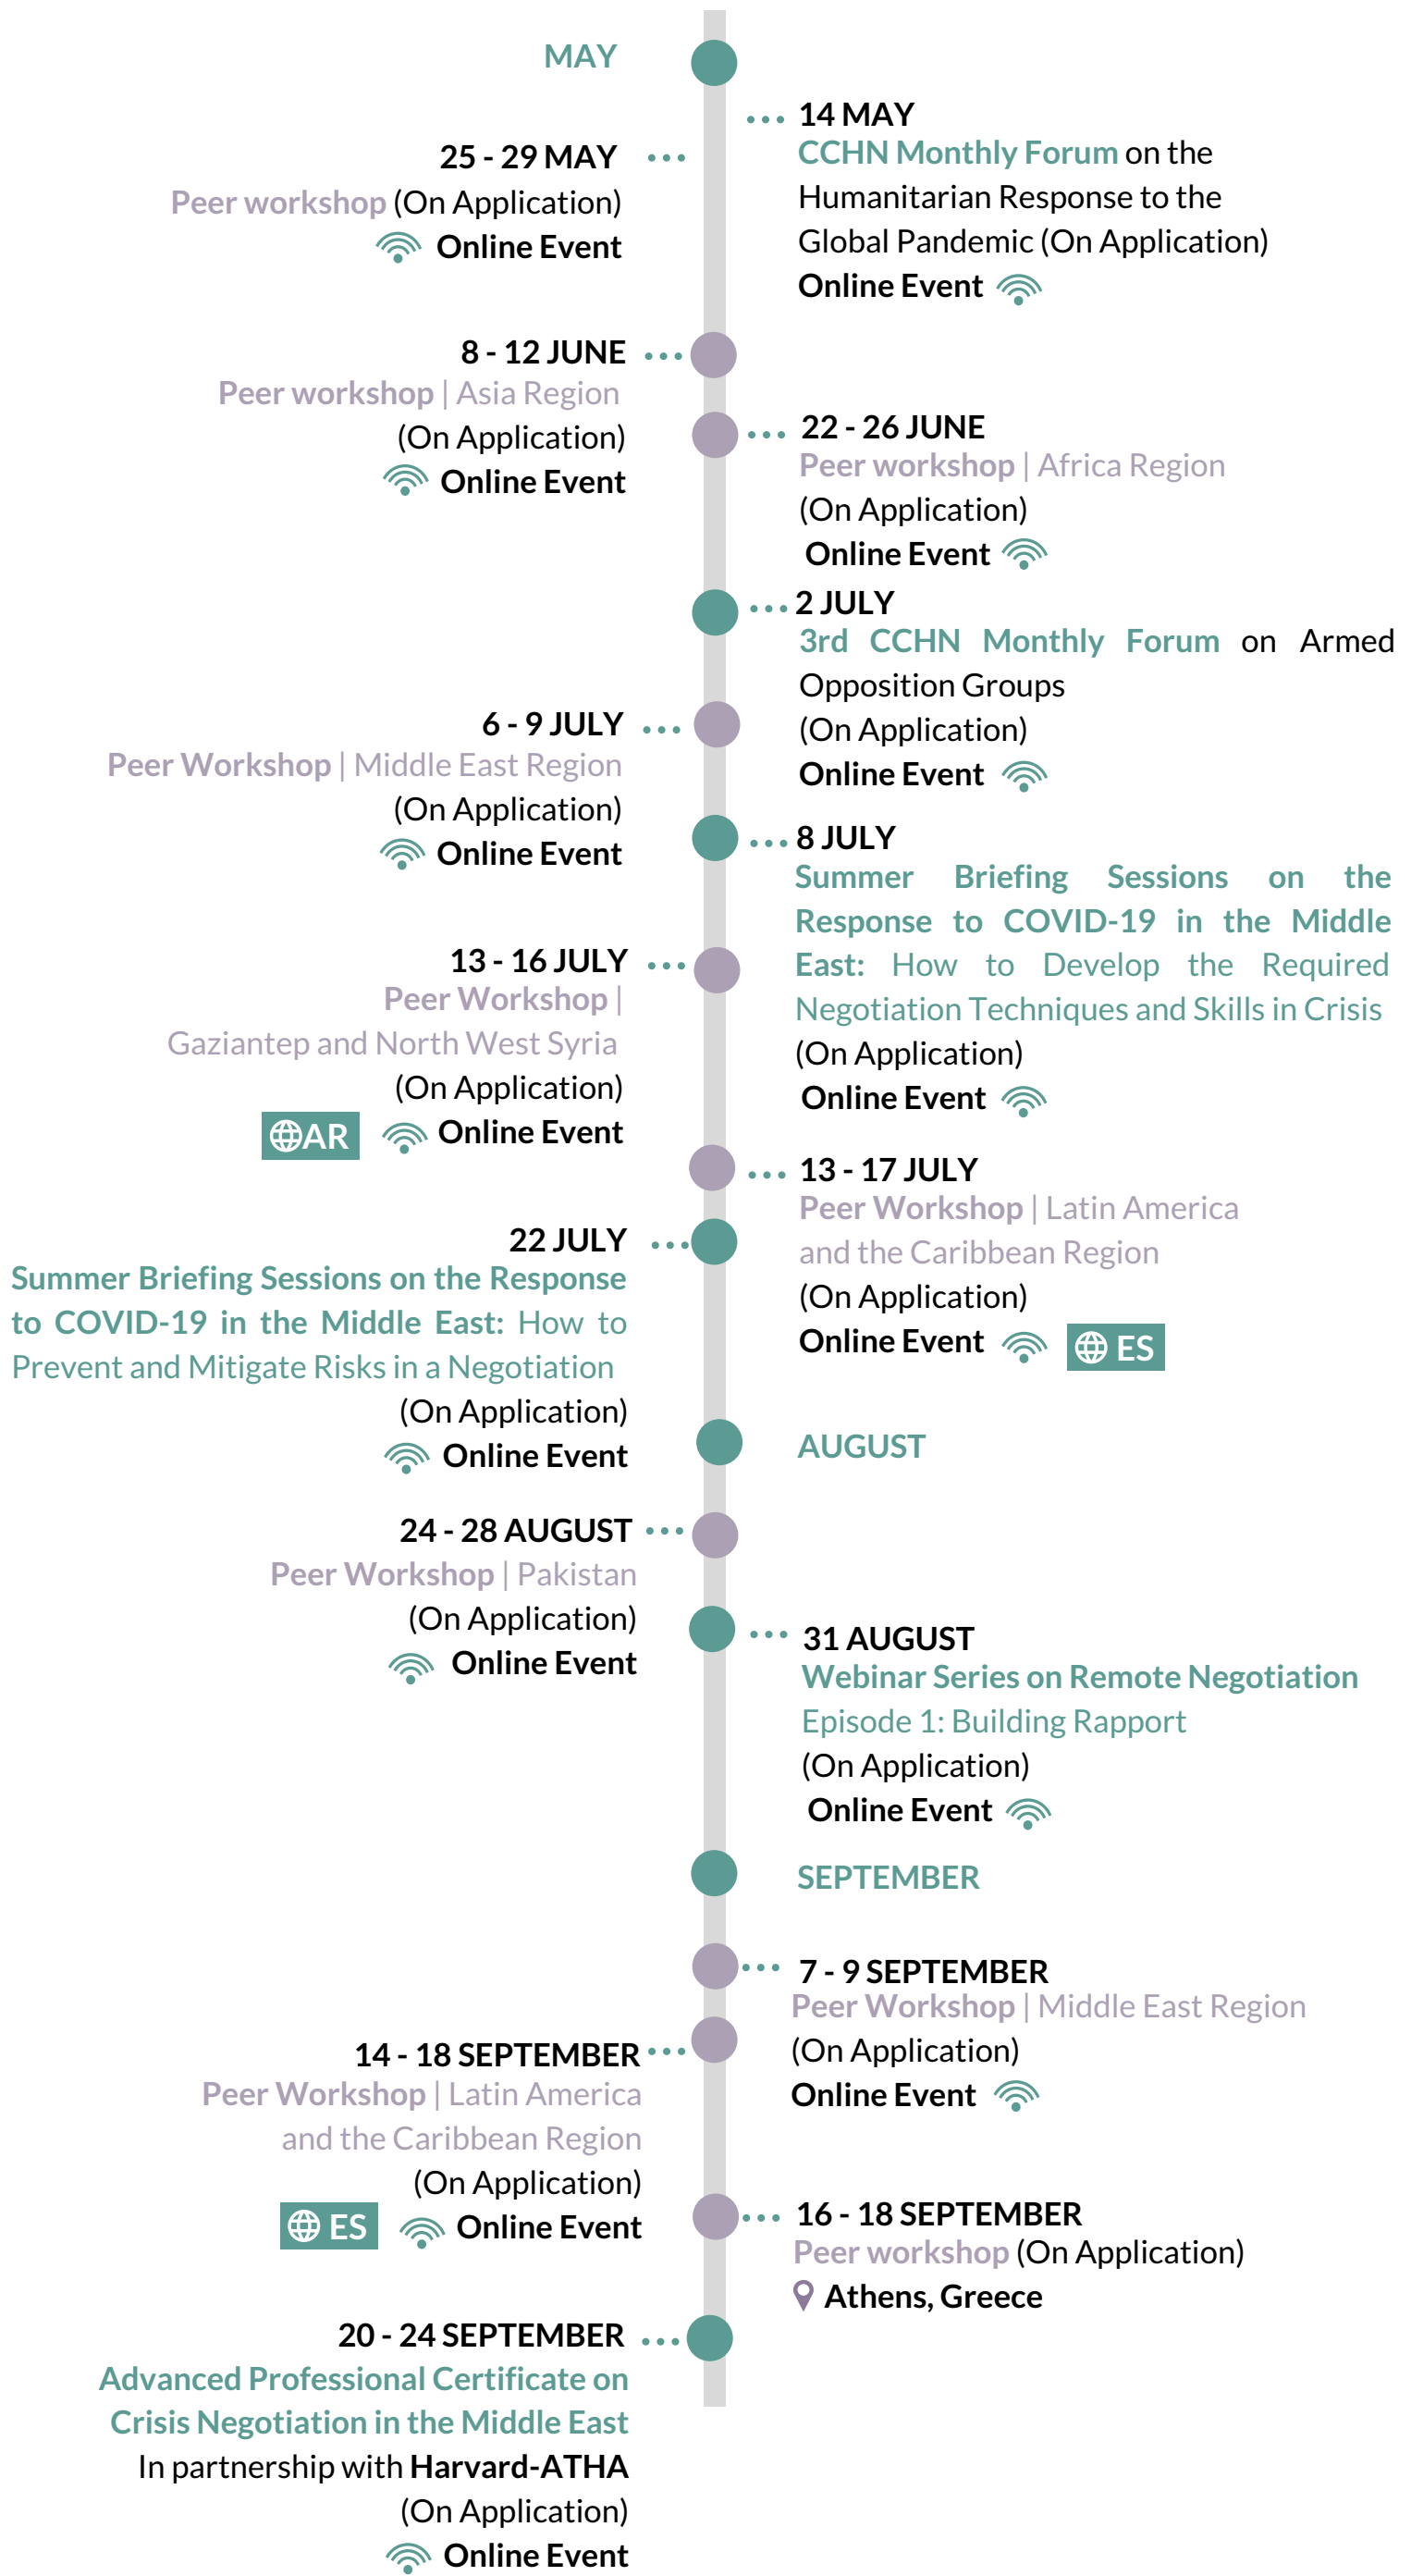 MAY
14 MAY
CCHN Monthly Forum on the
Humanitarian Response to the
Global Pandemic (On Application)
Online Event
25 - 29 MAY
Peer workshop (On Application)
Online Event
8 - 12 JUNE
Peer workshop | Asia Region
(On Application)
Online Event
22 - 26 JUNE
Peer workshop | Africa Region
(On Application)
Online Event
2 JULY
3rd CCHN Monthly Forum on Armed
Opposition Groups
(On Application)
Online Event
6 - 9 JULY
Peer Workshop | Middle East Region
(On Application)
Online Event
8 JULY
Summer Briefing Sessions on the
Response to COVID-19 in the Middle
East: How to Develop the Required
Negotiation Techniques and Skills in Crisis
(On Application)
Online Event
13 - 16 JULY
Peer Workshop |
Gaziantep and North West Syria
(On Application)
AR Online Event
13 - 17 JULY
Peer Workshop | Latin America
and the Caribbean Region
(On Application)
Online Event ES
22 JULY
Summer Briefing Sessions on the Response
to COVID-19 in the Middle East: How to
Prevent and Mitigate Risks in a Negotiation
(On Application)
Online Event
AUGUST
24 - 28 AUGUST
Peer Workshop | Pakistan
(On Application)
Online Event
31 AUGUST
Webinar Series on Remote Negotiation
Episode 1: Building Rapport
(On Application)
Online Event
SEPTEMBER
7 - 9 SEPTEMBER
Peer Workshop | Middle East Region
(On Application)
Online Event
14 - 18 SEPTEMBER
Peer Workshop | Latin America
and the Caribbean Region
(On Application)
ES Online Event
16 - 18 SEPTEMBER
Peer workshop (On Application)
Athens, Greece
20 - 24 SEPTEMBER
Advanced Professional Certificate on
Crisis Negotiation in the Middle East
In partnership with Harvard-ATHA
(On Application)
Online Event